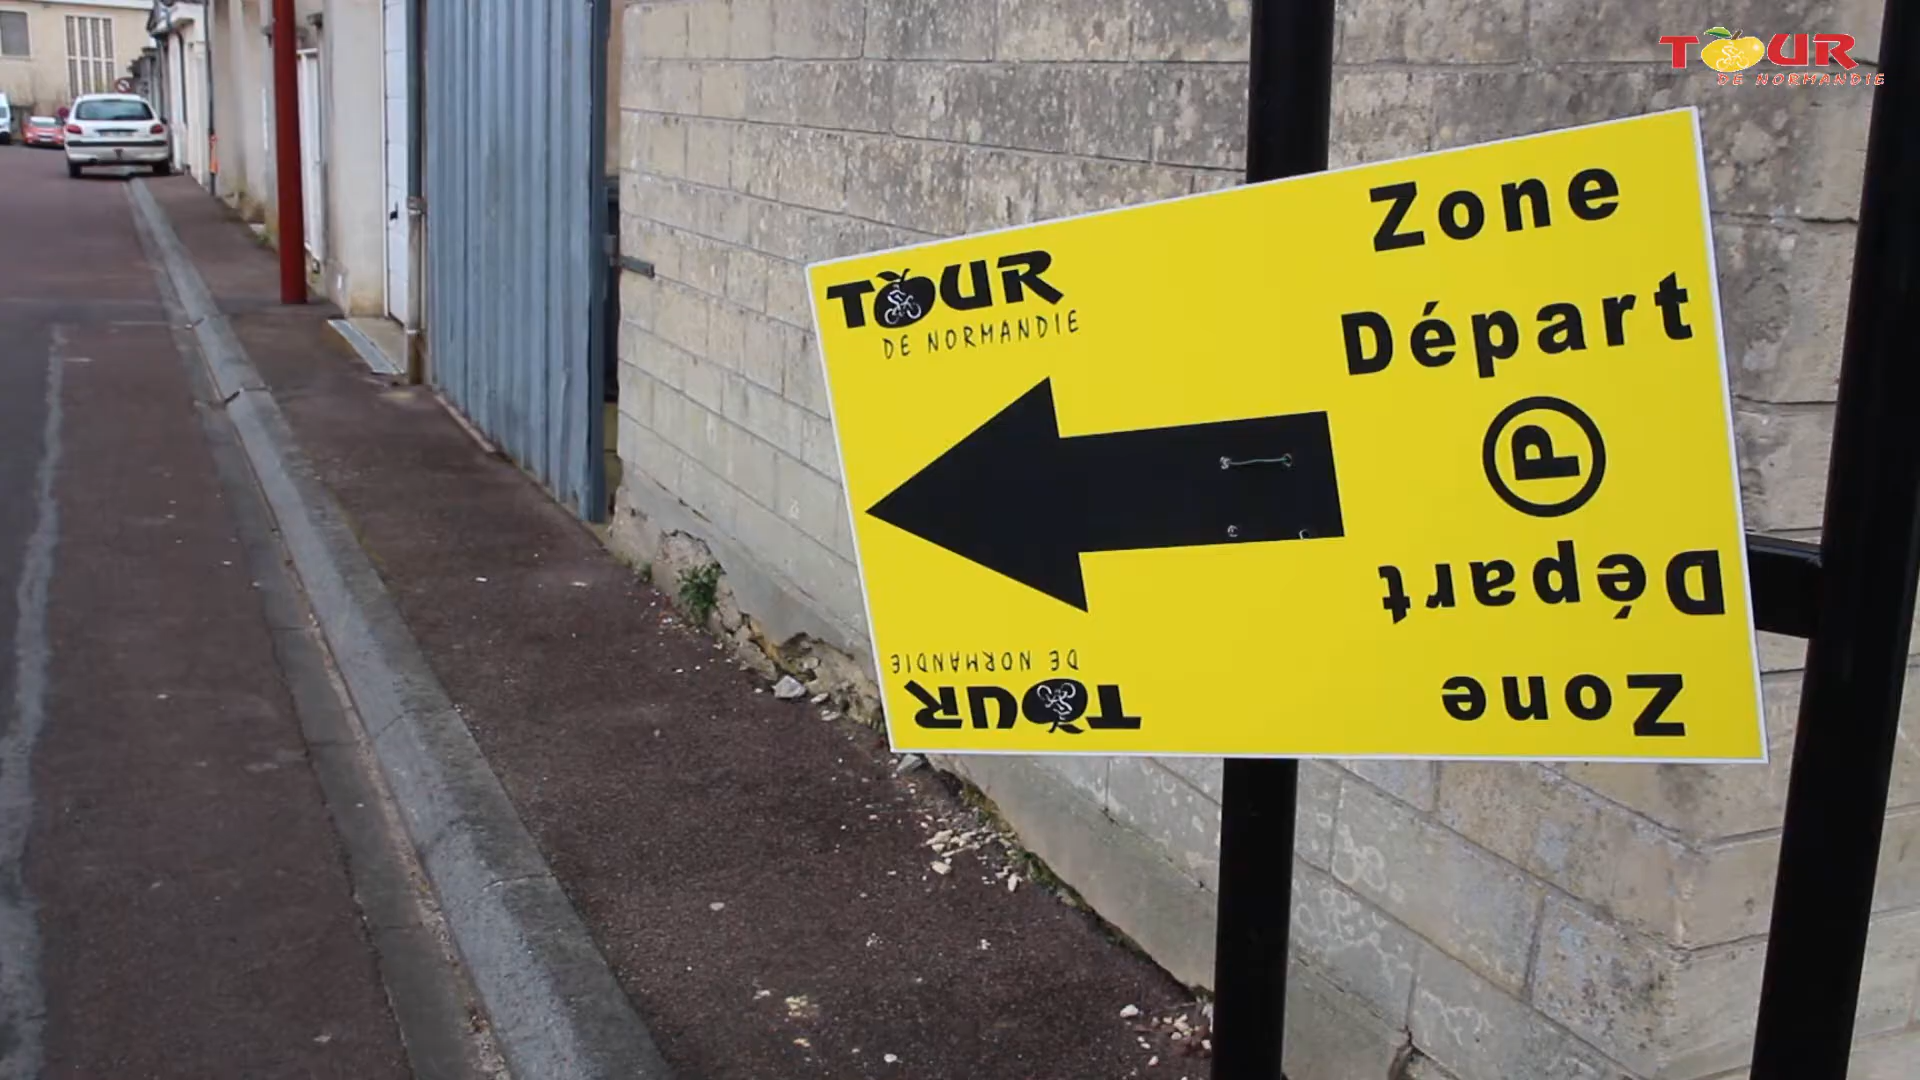 TOUR
DE NORMANDIE
Zone
Départ
TOUR
DE NORMANDIE
P
Départ
Zone
TOUR
DE NORMANDIE